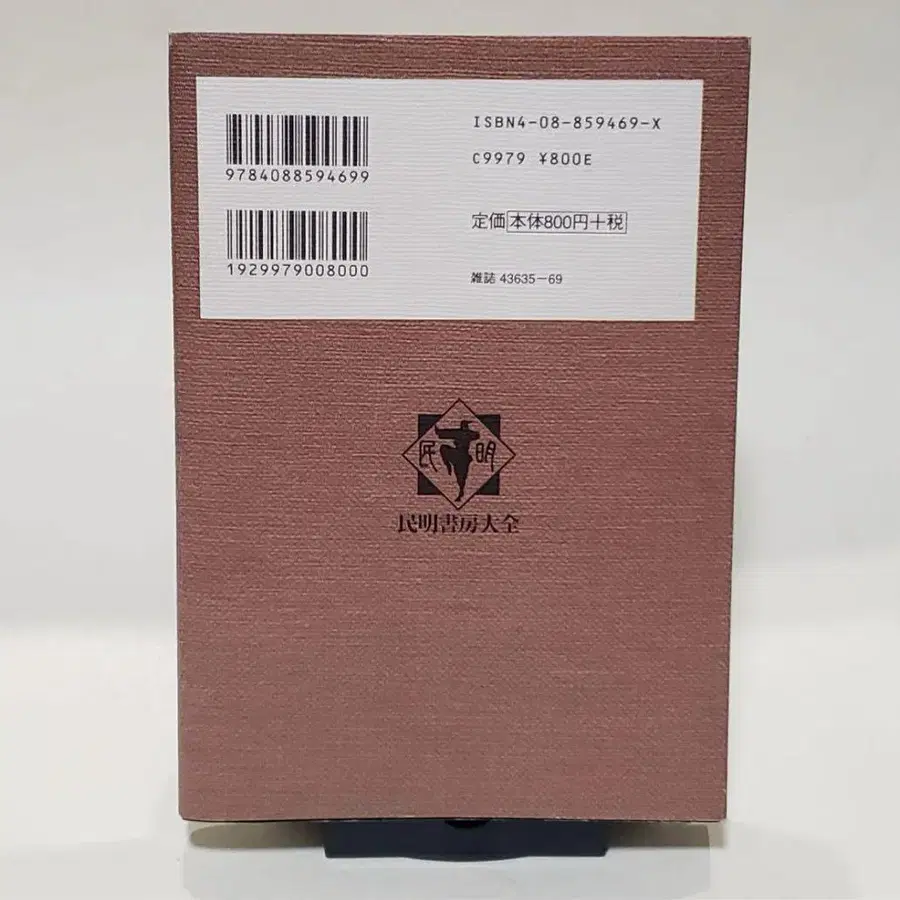 ISBN4-08-859469-X
C9979 ¥800E
9784088594699
定価 本体800円+税
1929979008000
雑誌 43635-69
民 明
民明書房大全